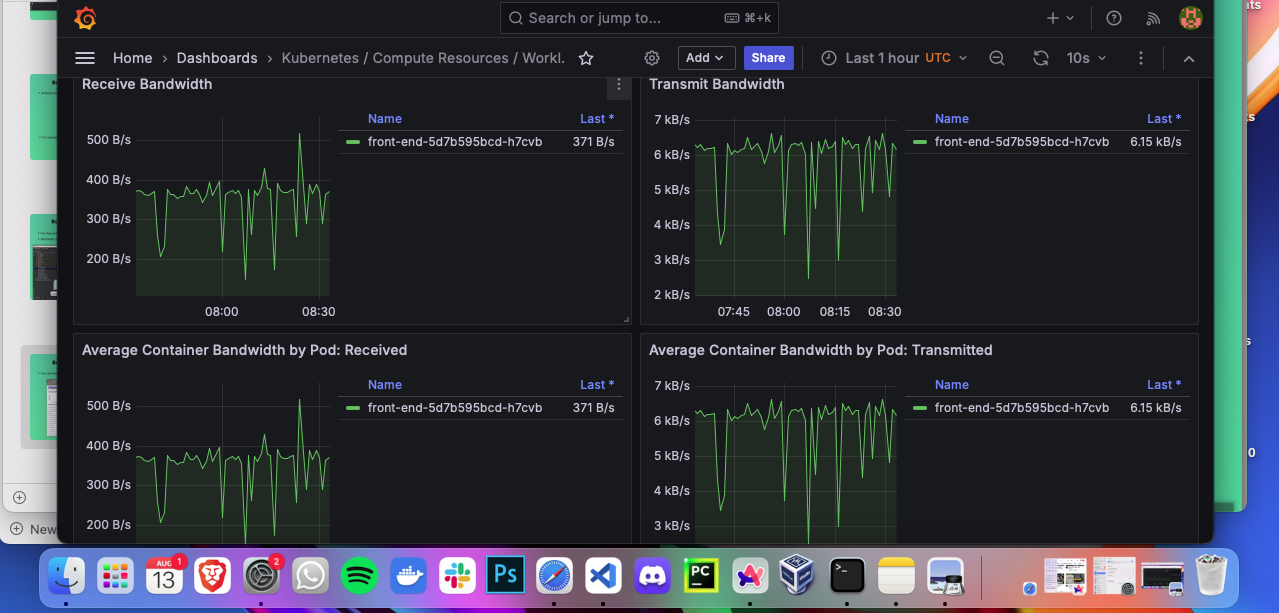 Search or jump to... ⌘+k
Home › Dashboards › Kubernetes / Compute Resources / Workl.
Add
Share
Last 1 hour UTC
10s
Receive Bandwidth
Name Last *
front-end-5d7b595bcd-h7cvb 371 B/s
500 B/s
400 B/s
300 B/s
200 B/s
08:00 08:30
Transmit Bandwidth
Name Last *
front-end-5d7b595bcd-h7cvb 6.15 kB/s
7 kB/s
6 kB/s
5 kB/s
4 kB/s
3 kB/s
2 kB/s
07:45 08:00 08:15 08:30
Average Container Bandwidth by Pod: Received
Name Last *
front-end-5d7b595bcd-h7cvb 371 B/s
500 B/s
400 B/s
300 B/s
200 B/s
Average Container Bandwidth by Pod: Transmitted
Name Last *
front-end-5d7b595bcd-h7cvb 6.15 kB/s
7 kB/s
6 kB/s
5 kB/s
4 kB/s
3 kB/s
New
AUG
13
1
2
Ps
PC